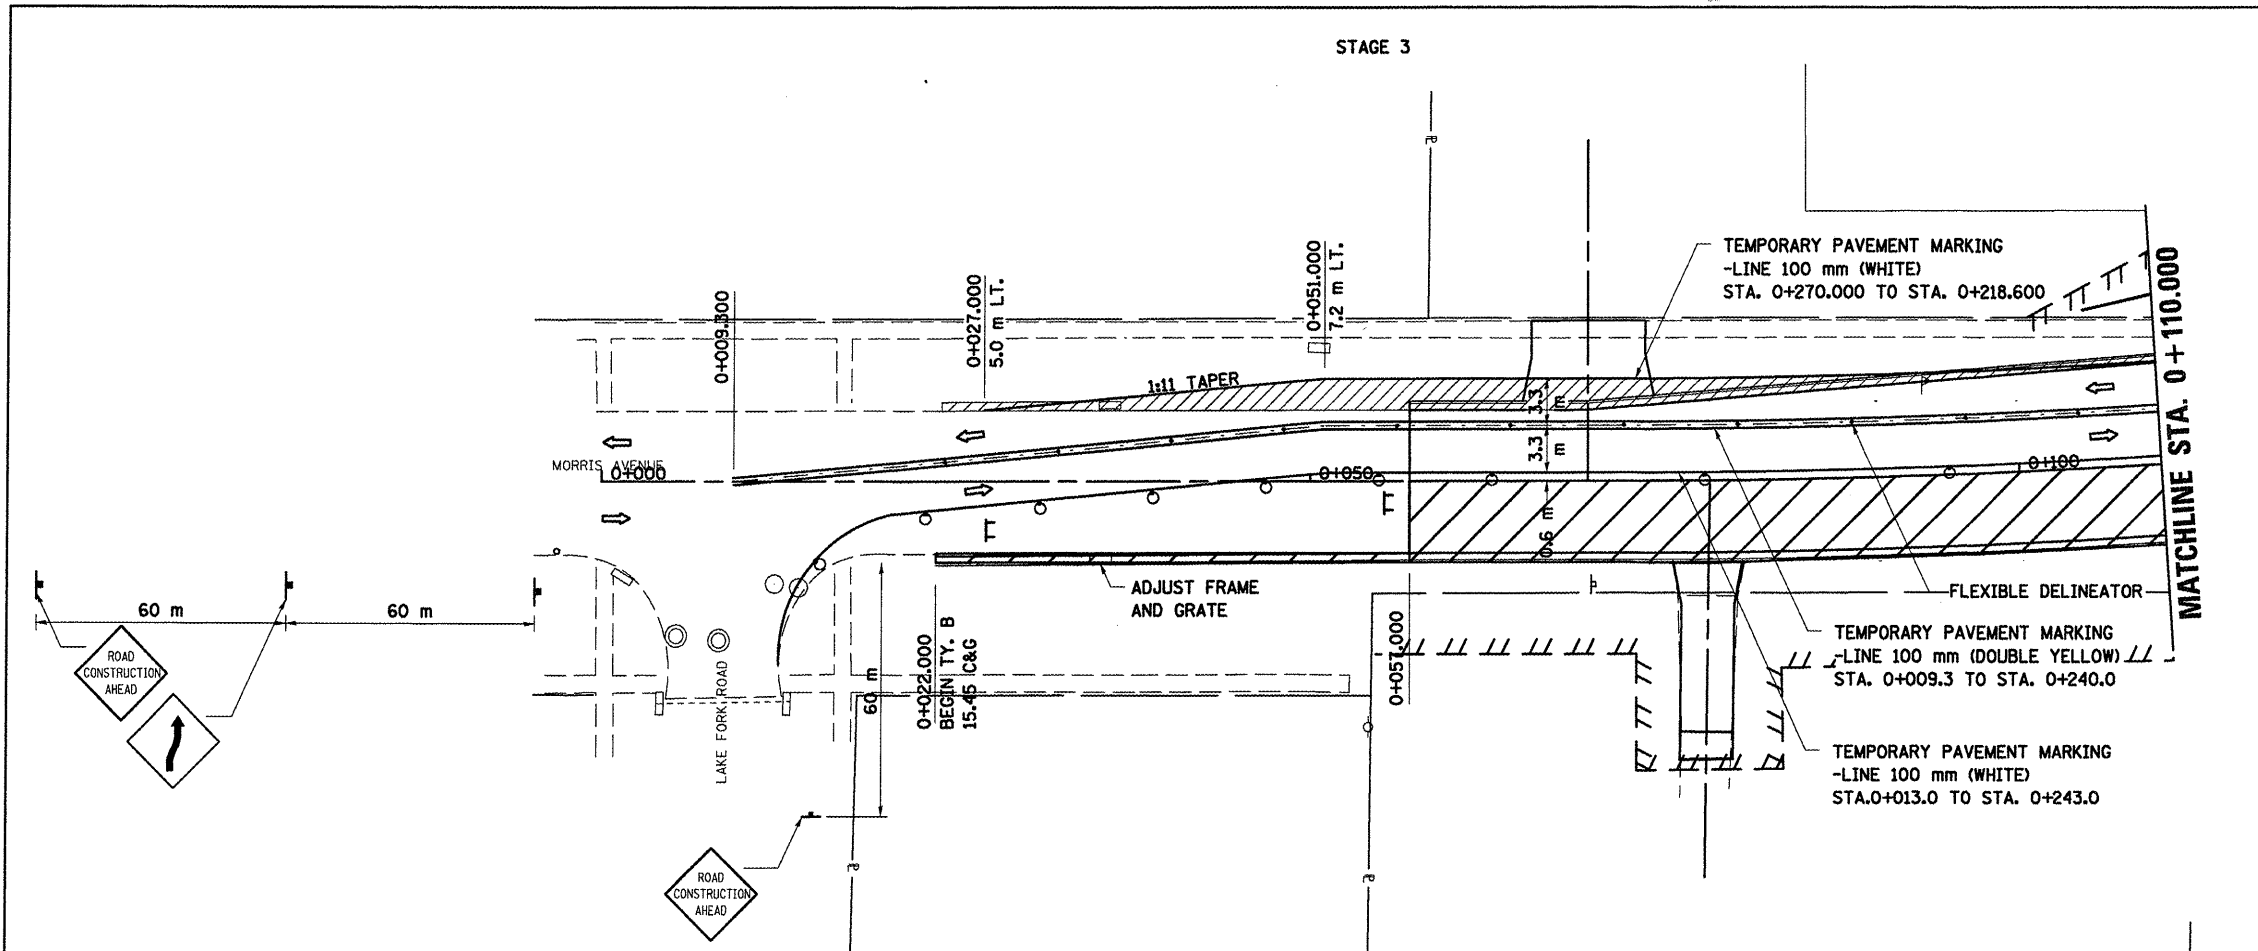 STAGE 3
TEMPORARY PAVEMENT MARKING
-LINE 100 mm (WHITE)
STA. 0+270.000 TO STA. 0+218.600
0+009.300
0+027.000
5.0 m LT.
0+051.000
7.2 m LT.
PL
1:11 TAPER
3.3
m
3.3
m
MORRIS AVENUE
0+000
0+050
0+100
0.6 m
MATCHLINE STA. 0+110.000
ADJUST FRAME
AND GRATE
FLEXIBLE DELINEATOR
60 m
60 m
ROAD
CONSTRUCTION
AHEAD
LAKE FORK ROAD
60 m
0+022.000
BEGIN TY. B
15.45 C&G
0+057.000
TEMPORARY PAVEMENT MARKING
-LINE 100 mm (DOUBLE YELLOW)
STA. 0+009.3 TO STA. 0+240.0
TEMPORARY PAVEMENT MARKING
-LINE 100 mm (WHITE)
STA.0+013.0 TO STA. 0+243.0
ROAD
CONSTRUCTION
AHEAD
PL
PL